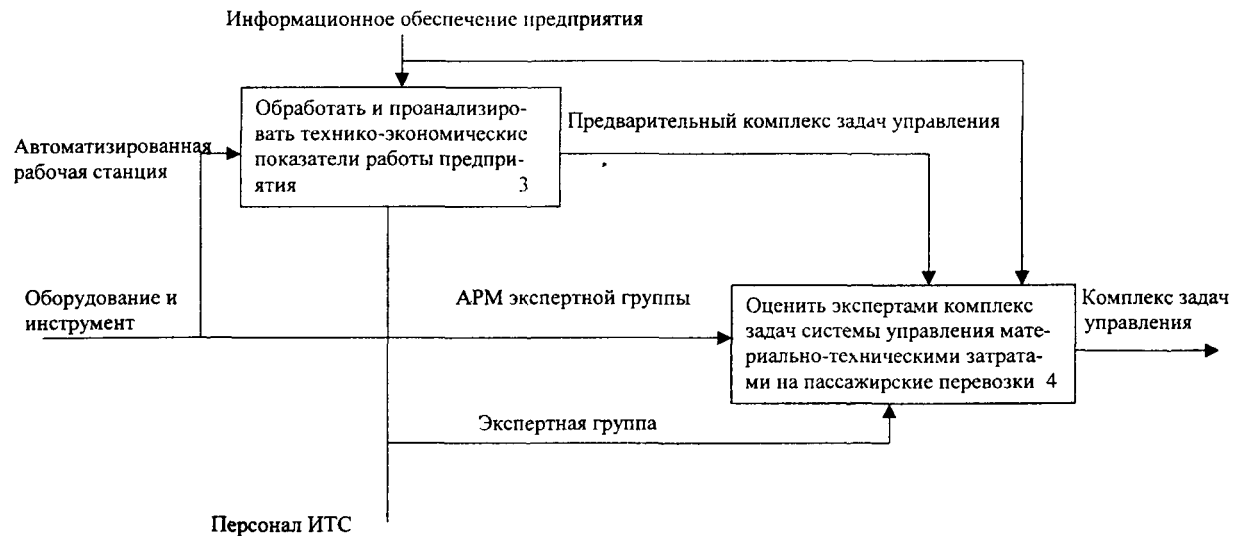 Информационное обеспечение предприятия
Обработать и проанализиро-
вать технико-экономические
показатели работы предпри-
ятия 3
Предварительный комплекс задач управления
Автоматизированная
рабочая станция
Оборудование и
инструмент
АРМ экспертной группы
Оценить экспертами комплекс
задач системы управления мате-
риально-техническими затрата-
ми на пассажирские перевозки 4
Комплекс задач
управления
Экспертная группа
Персонал ИТС